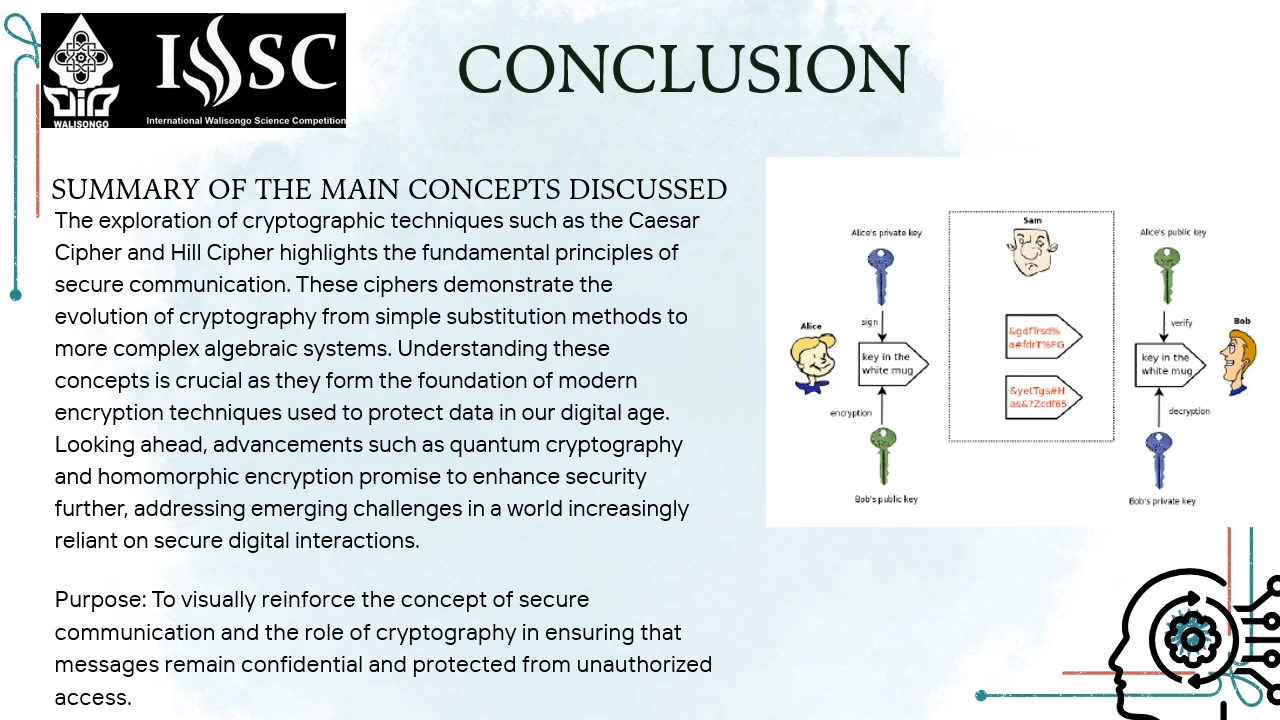 WALISONGO
ISSC
International Walisongo Science Competition
CONCLUSION
SUMMARY OF THE MAIN CONCEPTS DISCUSSED
The exploration of cryptographic techniques such as the Caesar
Cipher and Hill Cipher highlights the fundamental principles of
secure communication. These ciphers demonstrate the
evolution of cryptography from simple substitution methods to
more complex algebraic systems. Understanding these
concepts is crucial as they form the foundation of modern
encryption techniques used to protect data in our digital age.
Looking ahead, advancements such as quantum cryptography
and homomorphic encryption promise to enhance security
further, addressing emerging challenges in a world increasingly
reliant on secure digital interactions.
Purpose: To visually reinforce the concept of secure
communication and the role of cryptography in ensuring that
messages remain confidential and protected from unauthorized
access.
Alice's private key
sign
Alice
key in the
white mug
encryption
Bob's public key
Sam
&gdfTrsd%
a#fdrT%FG
&yetTgs#H
as&?Zcdf65
Alice's public key
verify
Bob
key in the
white mug
decryption
Bob's private key